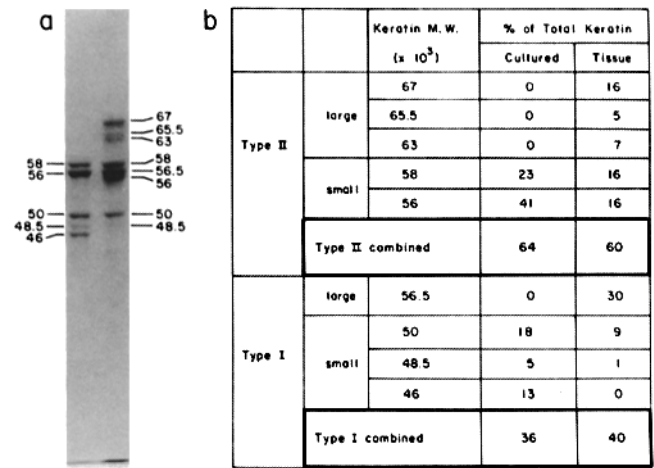 a
67
65.5
63
58 58
56 56.5
56
50 50
48.5 48.5
46
b
Keratin M.W. % of Total Keratin
(x 10³) Cultured Tissue
Type II large 67 0 16
65.5 0 5
63 0 7
small 58 23 16
56 41 16
Type II combined 64 60
Type I large 56.5 0 30
small 50 18 9
48.5 5 1
46 13 0
Type I combined 36 40